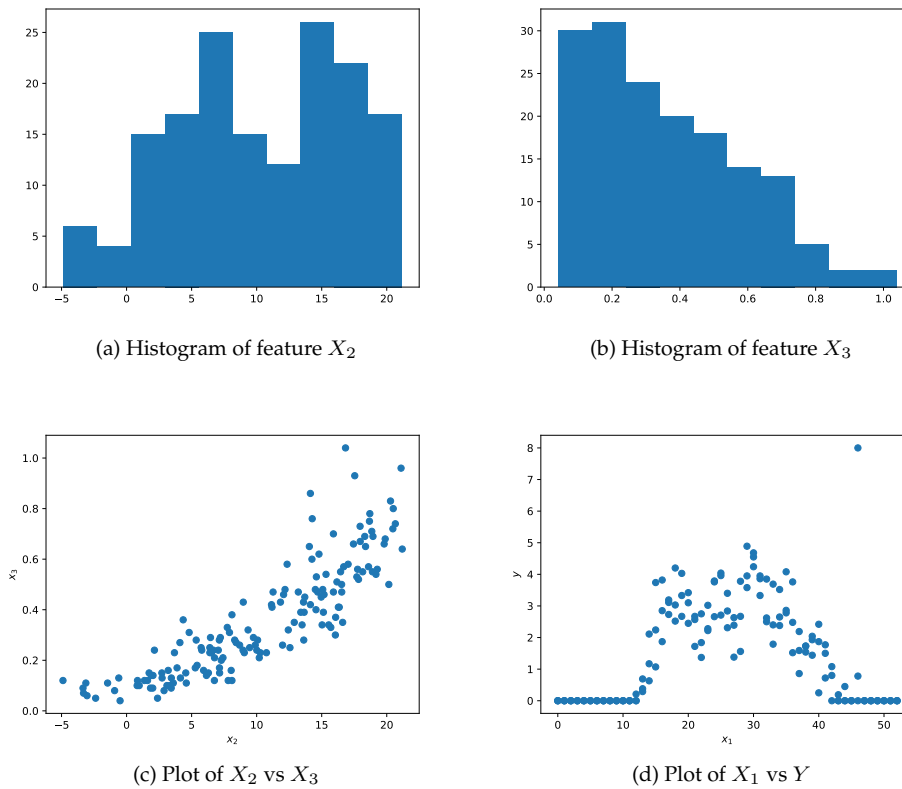 25
20
15
10
5
0
−5 0 5 10 15 20
(a) Histogram of feature X₂
30
25
20
15
10
5
0
0.0 0.2 0.4 0.6 0.8 1.0
(b) Histogram of feature X₃
1.0
0.8
0.6
0.4
0.2
0.0
x₃
−5 0 5 10 15 20
x₂
(c) Plot of X₂ vs X₃
8
7
6
5
4
3
2
1
0
y
0 10 20 30 40 50
x₁
(d) Plot of X₁ vs Y